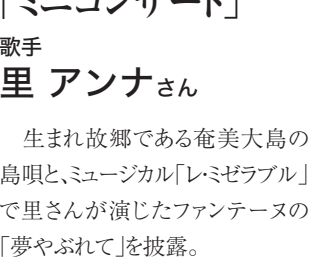 「ミニコンサート」
歌手
里 アンナさん
生まれ故郷である奄美大島の
島唄と、ミュージカル「レ・ミゼラブル」
で里さんが演じたファンテーヌの
「夢やぶれて」を披露。